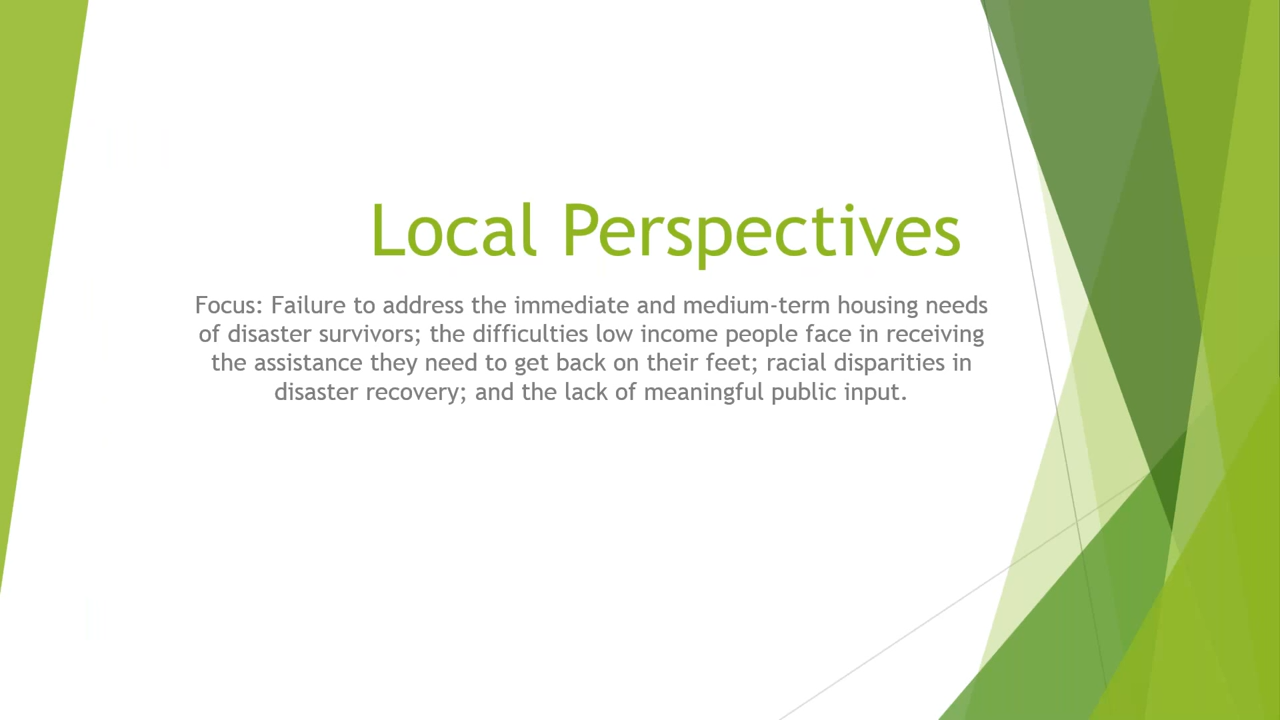 Local Perspectives
Focus: Failure to address the immediate and medium-term housing needs
of disaster survivors; the difficulties low income people face in receiving
the assistance they need to get back on their feet; racial disparities in
disaster recovery; and the lack of meaningful public input.